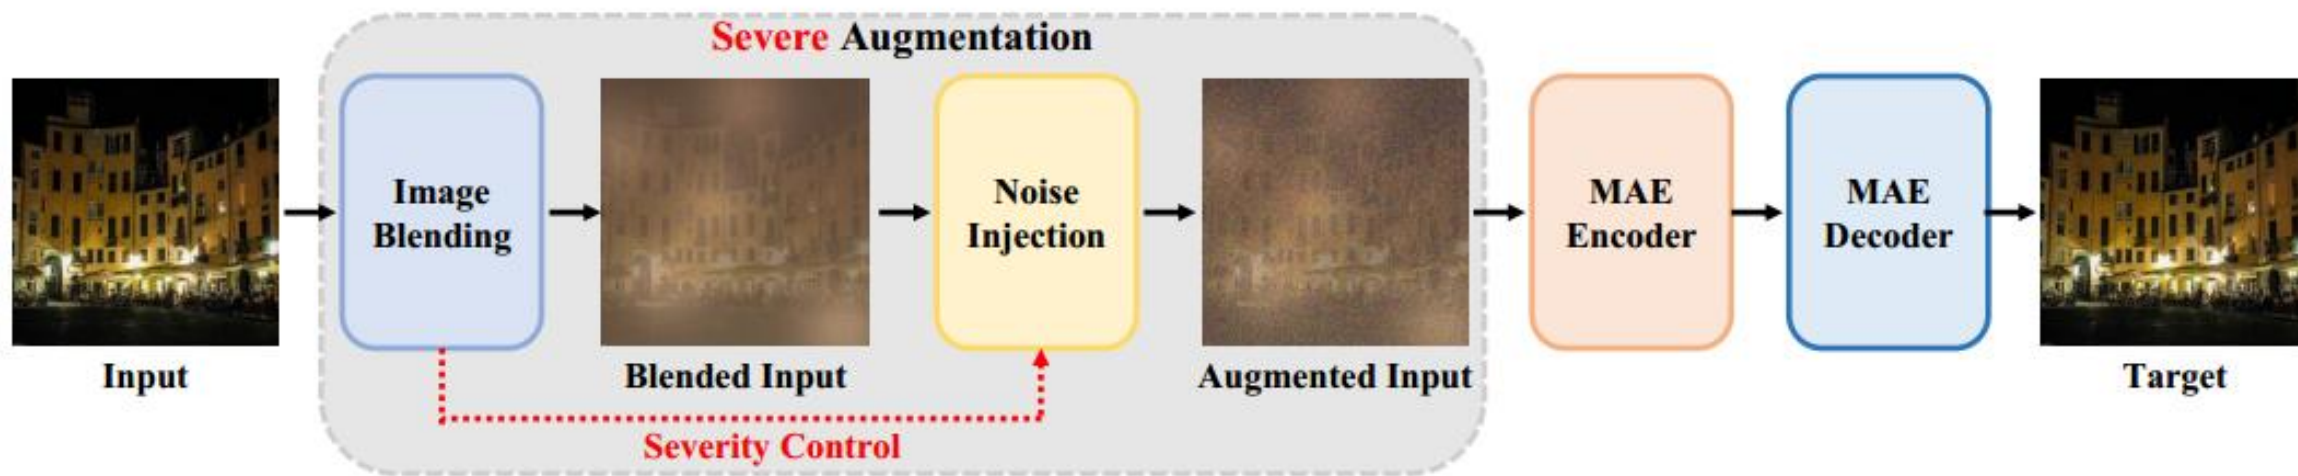 Severe Augmentation
Image
Blending
Noise
Injection
MAE
Encoder
MAE
Decoder
Input
Blended Input
Augmented Input
Target
Severity Control